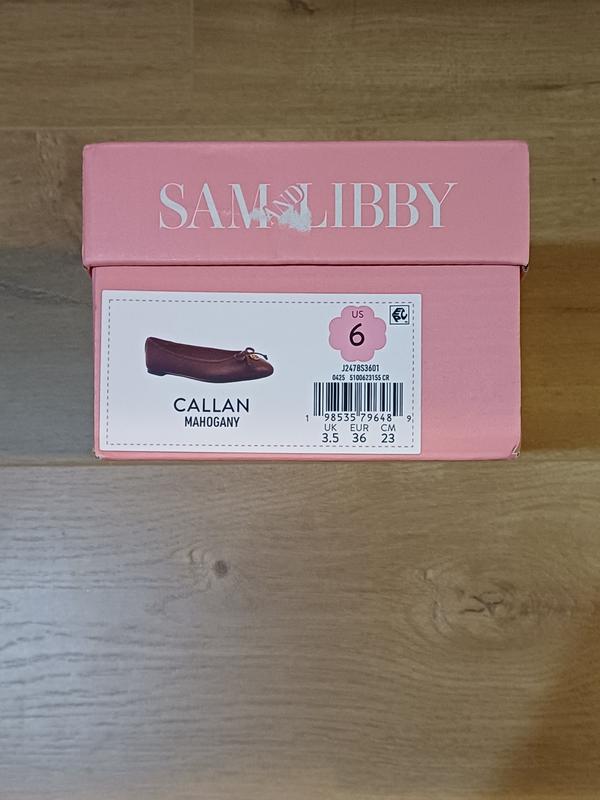 SAM AND LIBBY
US
6
J2478S3601
0425 5100623155 CR
CALLAN
MAHOGANY
1 98535 79648 9
UK EUR CM
3.5 36 23